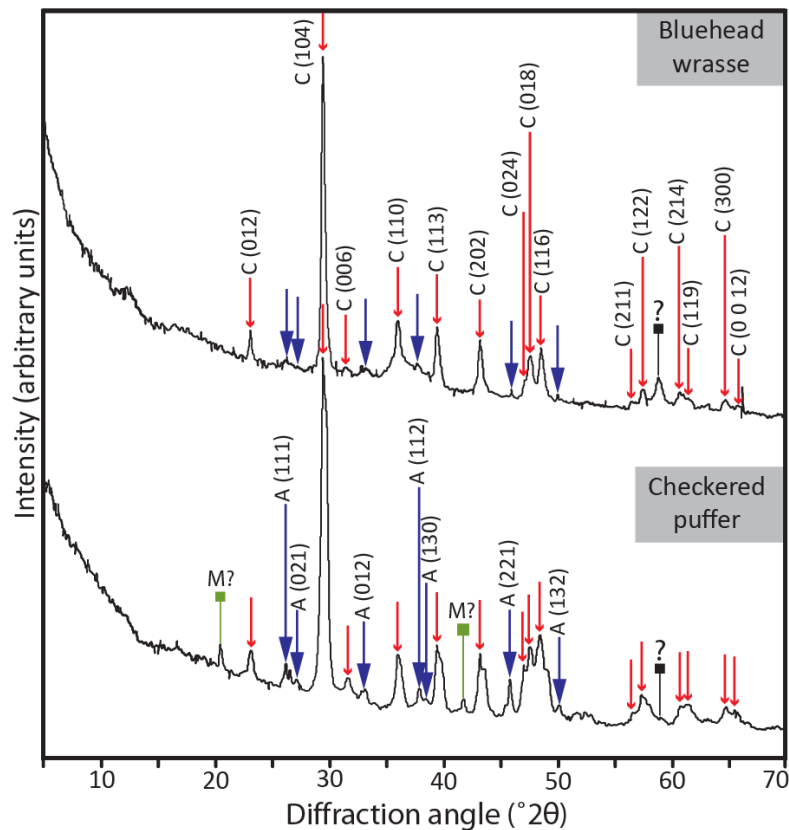 Bluehead
wrasse
C (104)
C (018)
C (024)
C (012)
C (006)
C (110)
C (113)
C (202)
C (116)
C (211)
C (122)
?
C (214)
C (119)
C (300)
C (0 0 12)
Intensity (arbitrary units)
Checkered
puffer
M?
A (111)
A (021)
A (012)
A (112)
A (130)
M?
A (221)
A (132)
?
10
20
30
40
50
60
70
Diffraction angle (˚2θ)